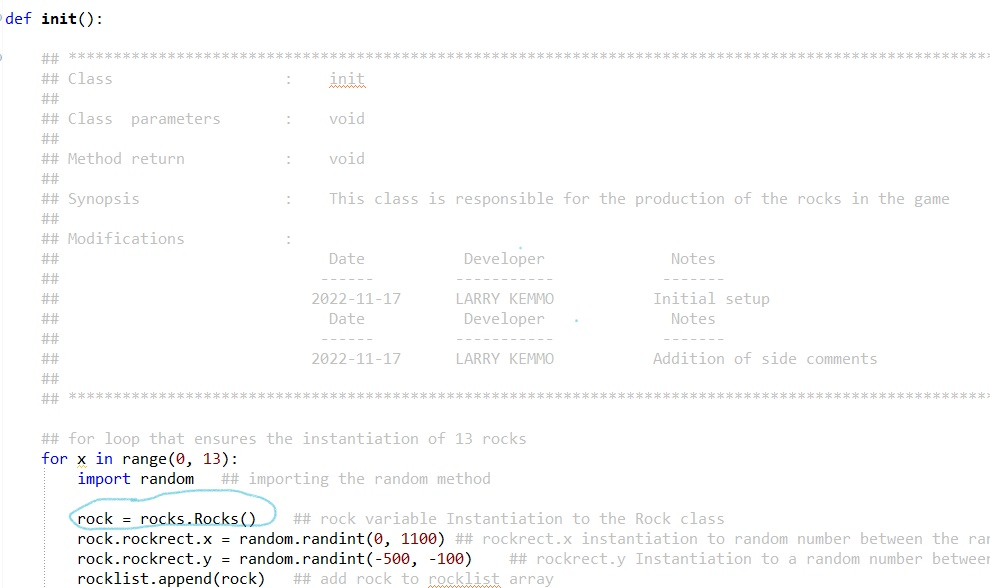 def init():
## *******************************************************************************************************
## Class : init
##
## Class parameters : void
##
## Method return : void
##
## Synopsis : This class is responsible for the production of the rocks in the game
##
## Modifications :
## Date Developer Notes
## ------ ----------- -------
## 2022-11-17 LARRY KEMMO Initial setup
## Date Developer Notes
## ------ ----------- -------
## 2022-11-17 LARRY KEMMO Addition of side comments
##
## *******************************************************************************************************
## for loop that ensures the instantiation of 13 rocks
for x in range(0, 13):
import random ## importing the random method
rock = rocks.Rocks() ## rock variable Instantiation to the Rock class
rock.rockrect.x = random.randint(0, 1100) ## rockrect.x instantiation to random number between the
rock.rockrect.y = random.randint(-500, -100) ## rockrect.y Instantiation to a random number between
rocklist.append(rock) ## add rock to rocklist array